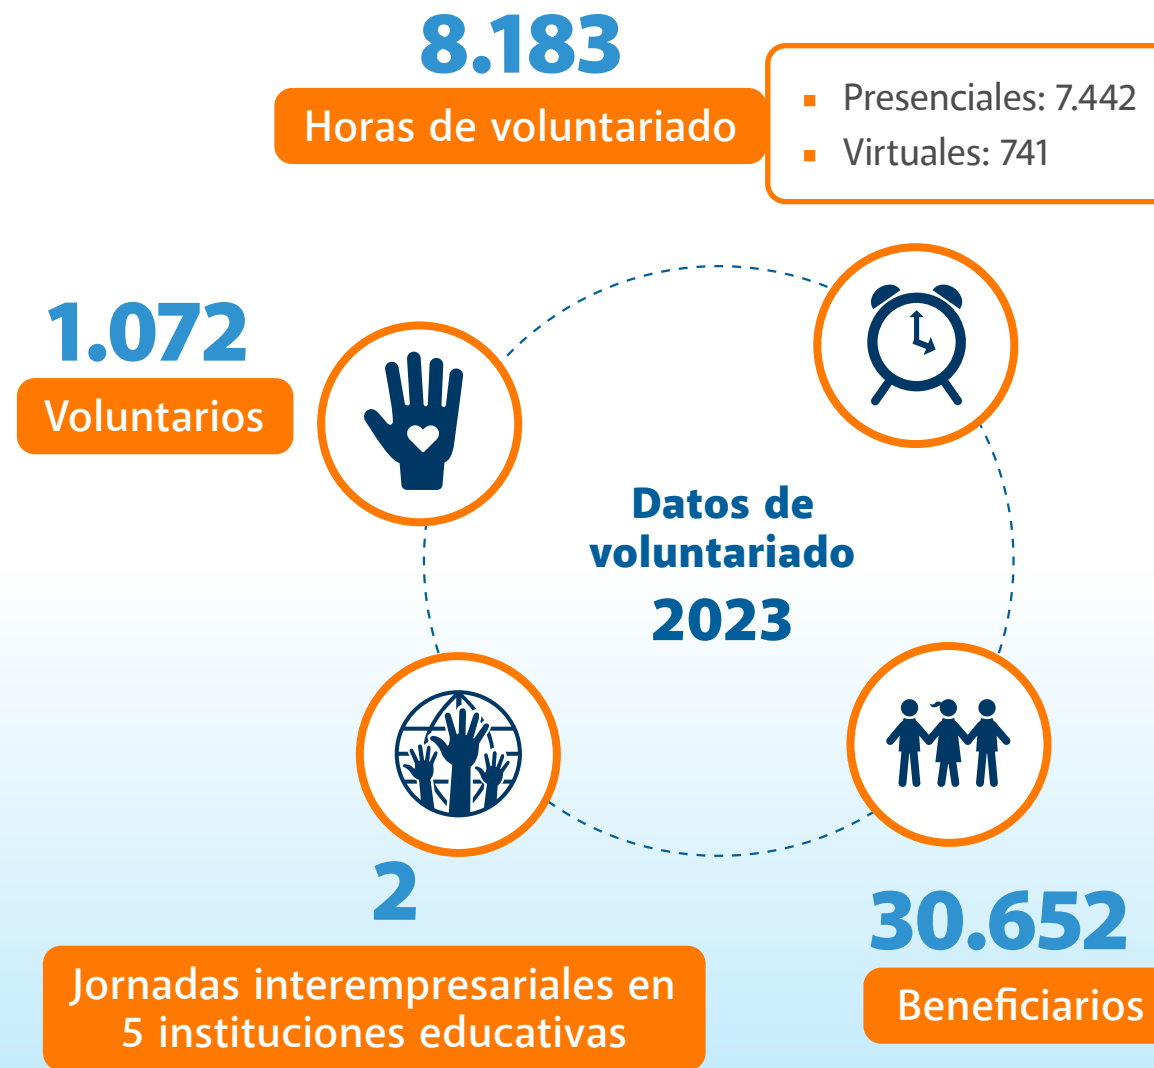 8.183
Horas de voluntariado
▪ Presenciales: 7.442
▪ Virtuales: 741
1.072
Voluntarios
Datos de
voluntariado
2023
2
Jornadas interempresariales en
5 instituciones educativas
30.652
Beneficiarios